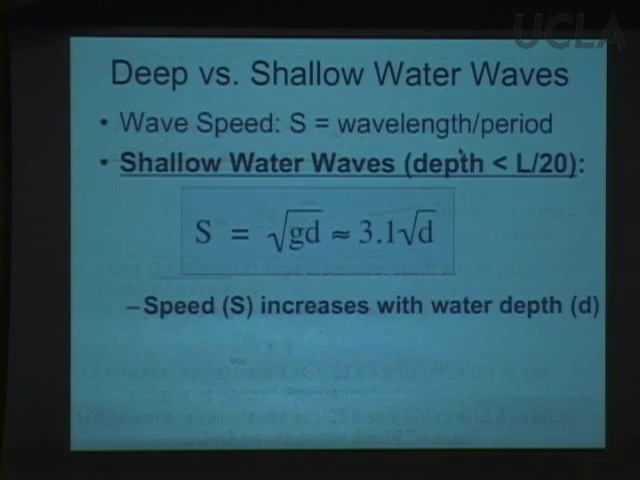 UCLA
Deep vs. Shallow Water Waves
• Wave Speed: S = wavelength/period
• Shallow Water Waves (depth < L/20):
S = √gd ≈ 3.1√d
–Speed (S) increases with water depth (d)